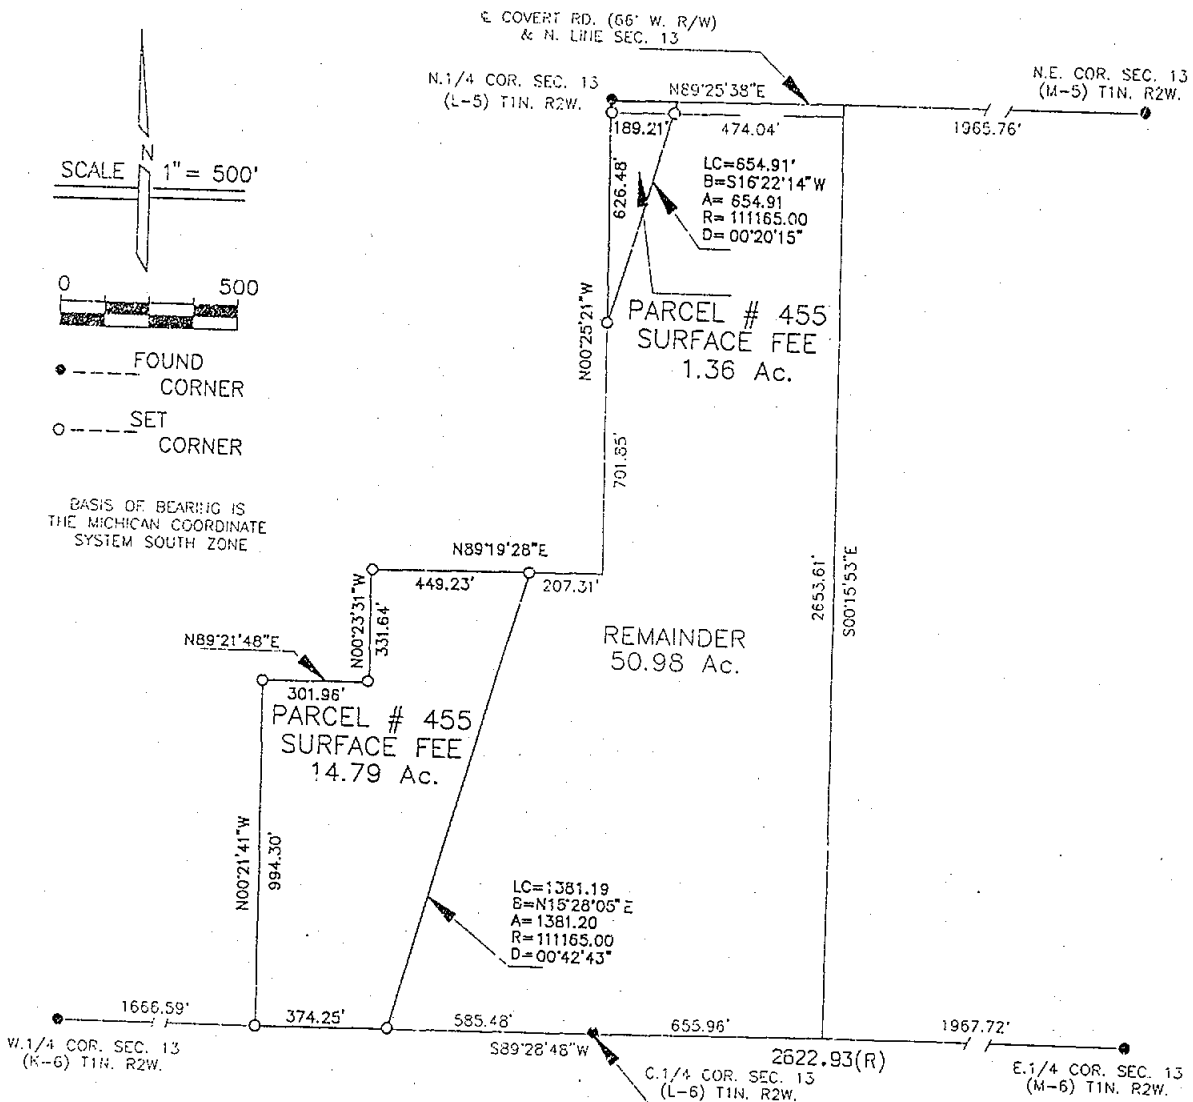 ℄ COVERT RD. (66' W. R/W)
& N. LINE SEC. 13
N.1/4 COR. SEC. 13
(L-5) T1N. R2W.
N89°25'38"E
N.E. COR. SEC. 13
(M-5) T1N. R2W.
189.21'
474.04'
1965.76'
N
SCALE 1" = 500'
0 500
FOUND
CORNER
SET
CORNER
BASIS OF BEARING IS
THE MICHICAN COORDINATE
SYSTEM SOUTH ZONE
626.48'
LC=654.91'
B=S16°22'14"W
A= 654.91
R= 111165.00
D= 00°20'15"
N00°25'21"W
PARCEL # 455
SURFACE FEE
1.36 Ac.
701.85'
N89°19'28"E
449.23'
207.31'
N00°23'31"W
331.64'
2653.61'
S00°15'53"E
REMAINDER
50.98 Ac.
N89°21'48"E
301.96'
PARCEL # 455
SURFACE FEE
14.79 Ac.
N00°21'41"W
994.30'
LC=1381.19
B=N15°28'05"E
A=1381.20
R=111165.00
D=00°42'43"
1666.59'
374.25'
585.48'
655.96'
1967.72'
S89°28'48"W
2622.93(R)
W.1/4 COR. SEC. 13
(K-6) T1N. R2W.
C.1/4 COR. SEC. 13
(L-6) T1N. R2W.
E.1/4 COR. SEC. 13
(M-6) T1N. R2W.